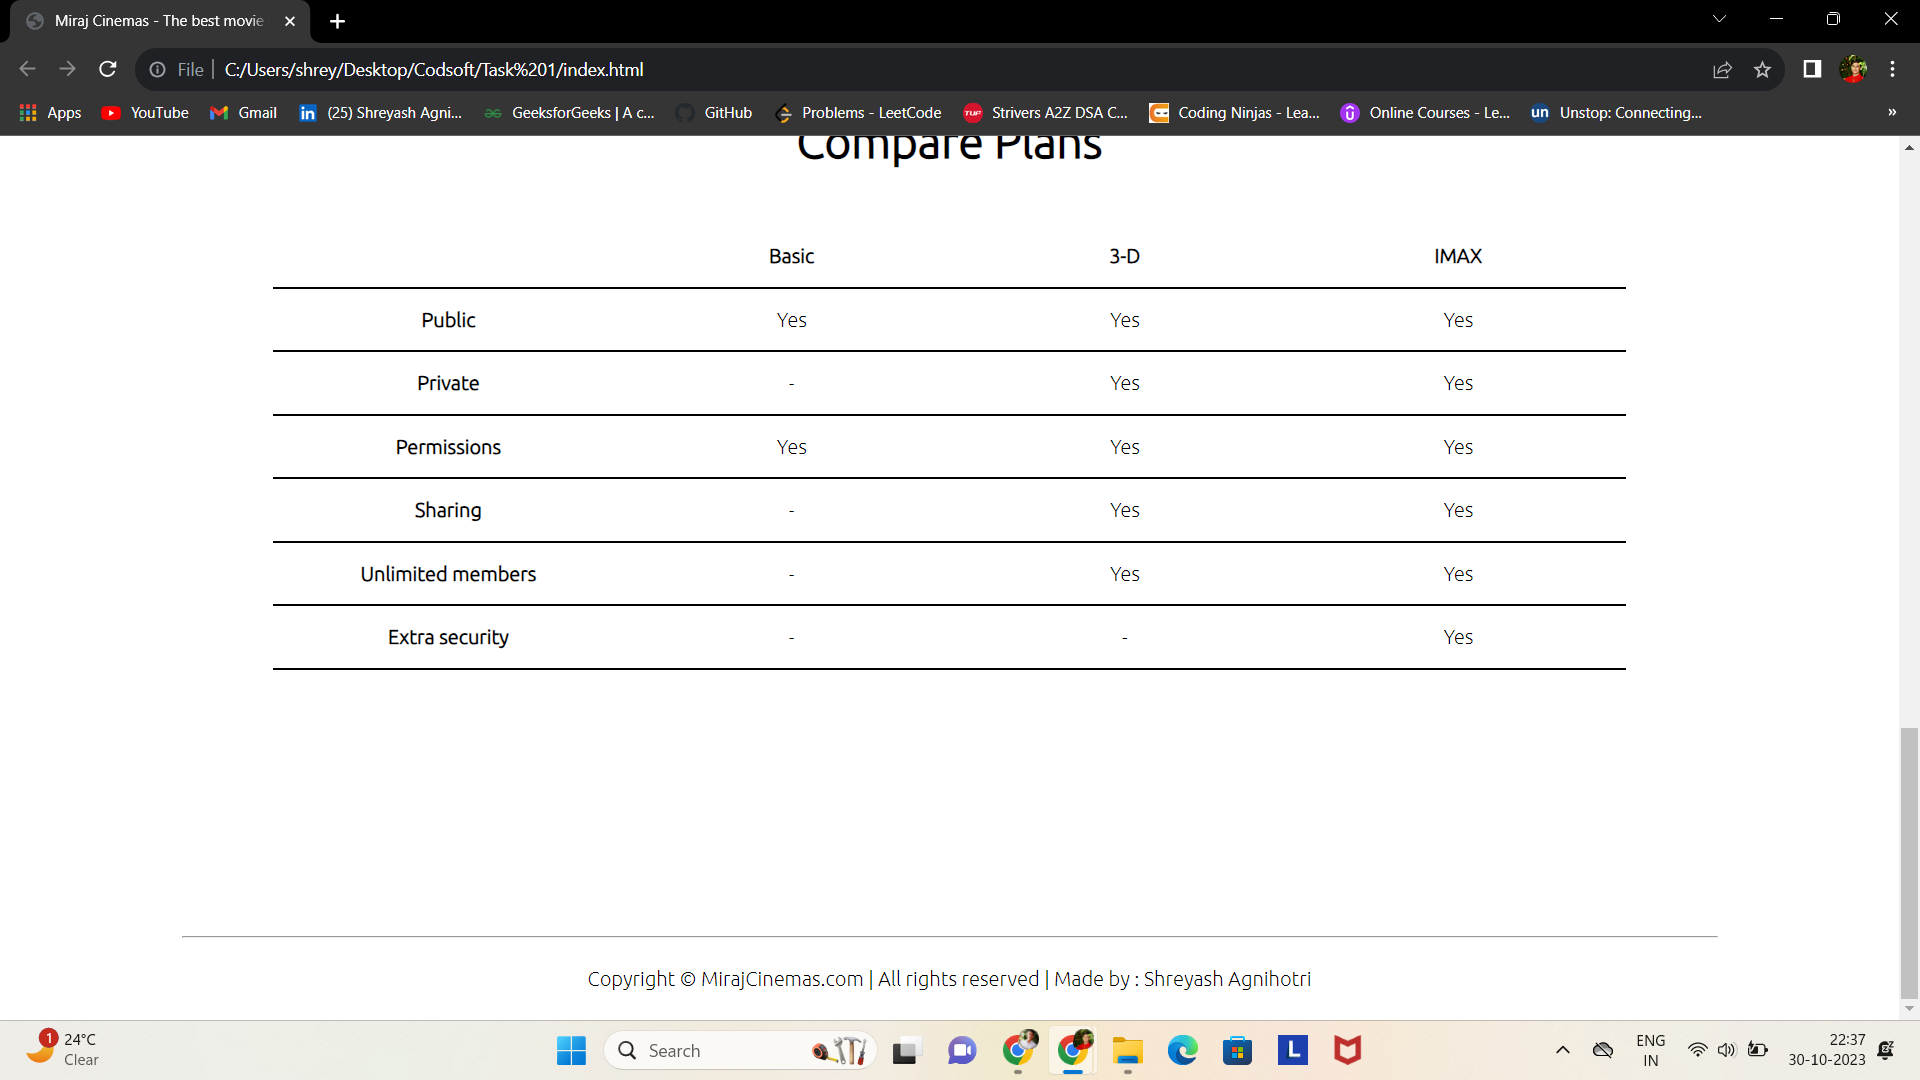 Miraj Cinemas - The best movie
File
C:/Users/shrey/Desktop/Codsoft/Task%201/index.html
Apps YouTube Gmail (25) Shreyash Agni... GeeksforGeeks | A c... GitHub Problems - LeetCode Strivers A2Z DSA C... Coding Ninjas - Lea... Online Courses - Le... Unstop: Connecting... »
Compare Plans
Basic 3-D IMAX
Public Yes Yes Yes
Private - Yes Yes
Permissions Yes Yes Yes
Sharing - Yes Yes
Unlimited members - Yes Yes
Extra security - - Yes
Copyright © MirajCinemas.com | All rights reserved | Made by : Shreyash Agnihotri
1
24°C
Clear
Search
L
ENG
IN
22:37
30-10-2023